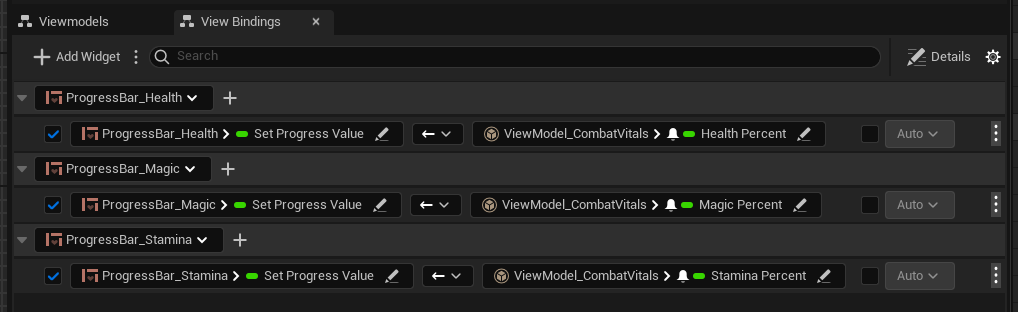 Viewmodels View Bindings
Add Widget Search Details
ProgressBar_Health
ProgressBar_Health Set Progress Value ViewModel_CombatVitals Health Percent Auto
ProgressBar_Magic
ProgressBar_Magic Set Progress Value ViewModel_CombatVitals Magic Percent Auto
ProgressBar_Stamina
ProgressBar_Stamina Set Progress Value ViewModel_CombatVitals Stamina Percent Auto